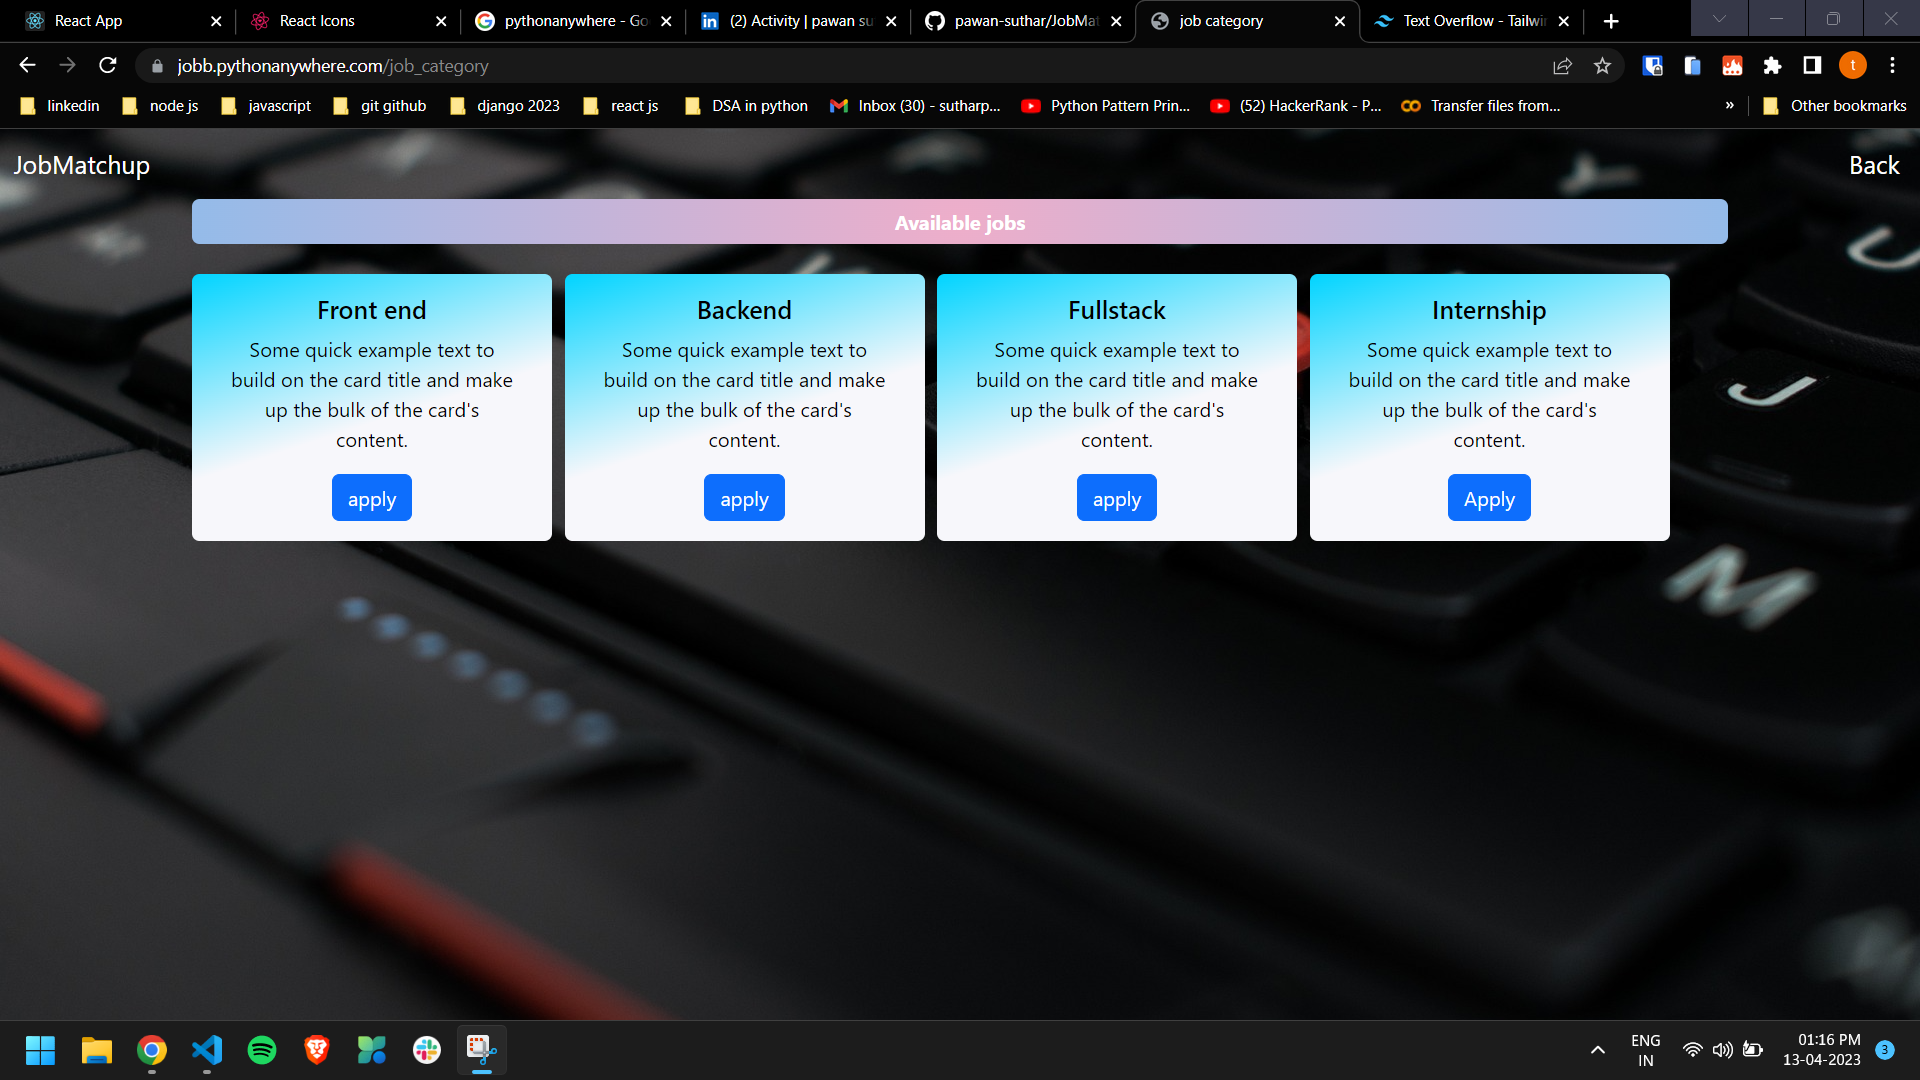 React App
React Icons
pythonanywhere - Go
(2) Activity | pawan su
pawan-suthar/JobMat
job category
Text Overflow - Tailwin
jobb.pythonanywhere.com/job_category
t
linkedin
node js
javascript
git github
django 2023
react js
DSA in python
Inbox (30) - sutharp...
Python Pattern Prin...
(52) HackerRank - P...
Transfer files from...
»
Other bookmarks
JobMatchup
Back
Available jobs
Front end
Some quick example text to
build on the card title and make
up the bulk of the card's
content.
apply
Backend
Some quick example text to
build on the card title and make
up the bulk of the card's
content.
apply
Fullstack
Some quick example text to
build on the card title and make
up the bulk of the card's
content.
apply
Internship
Some quick example text to
build on the card title and make
up the bulk of the card's
content.
Apply
U
J
M
ENG
IN
01:16 PM
13-04-2023
3